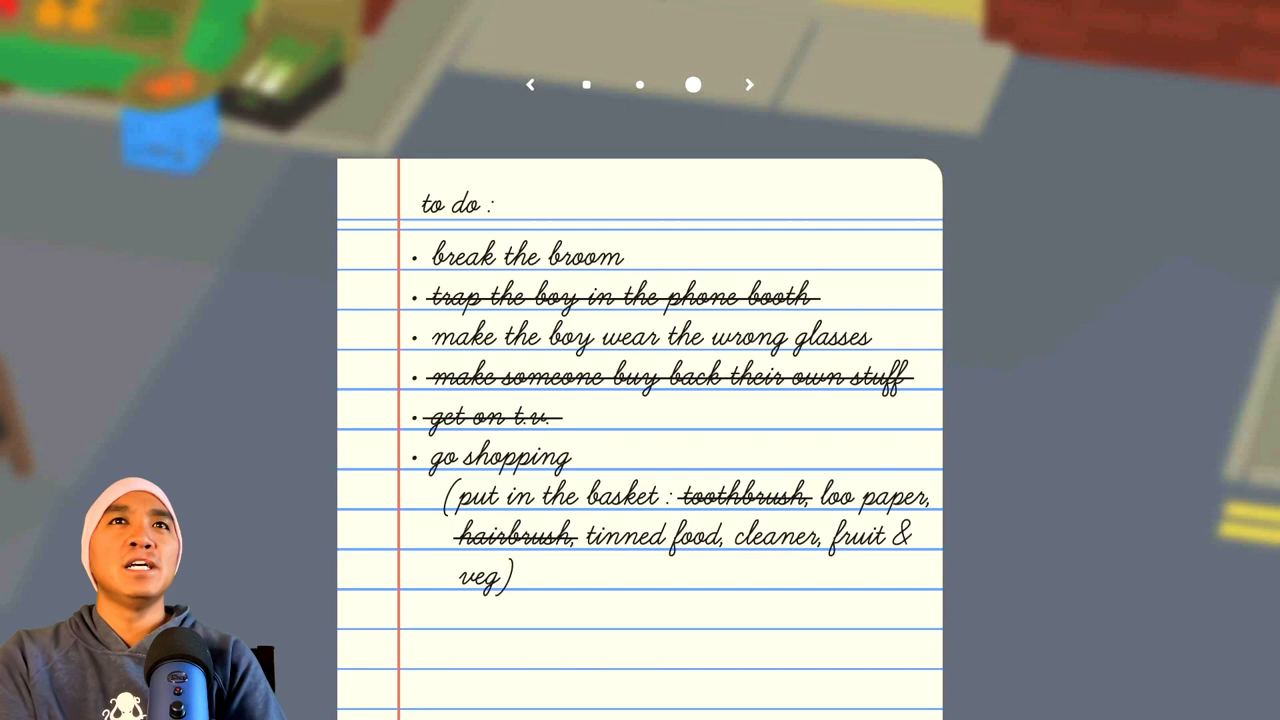 to do :
• break the broom
• trap the boy in the phone booth
• make the boy wear the wrong glasses
• make someone buy back their own stuff
• get on t.v.
• go shopping
(put in the basket : toothbrush, loo paper,
hairbrush, tinned food, cleaner, fruit &
veg)